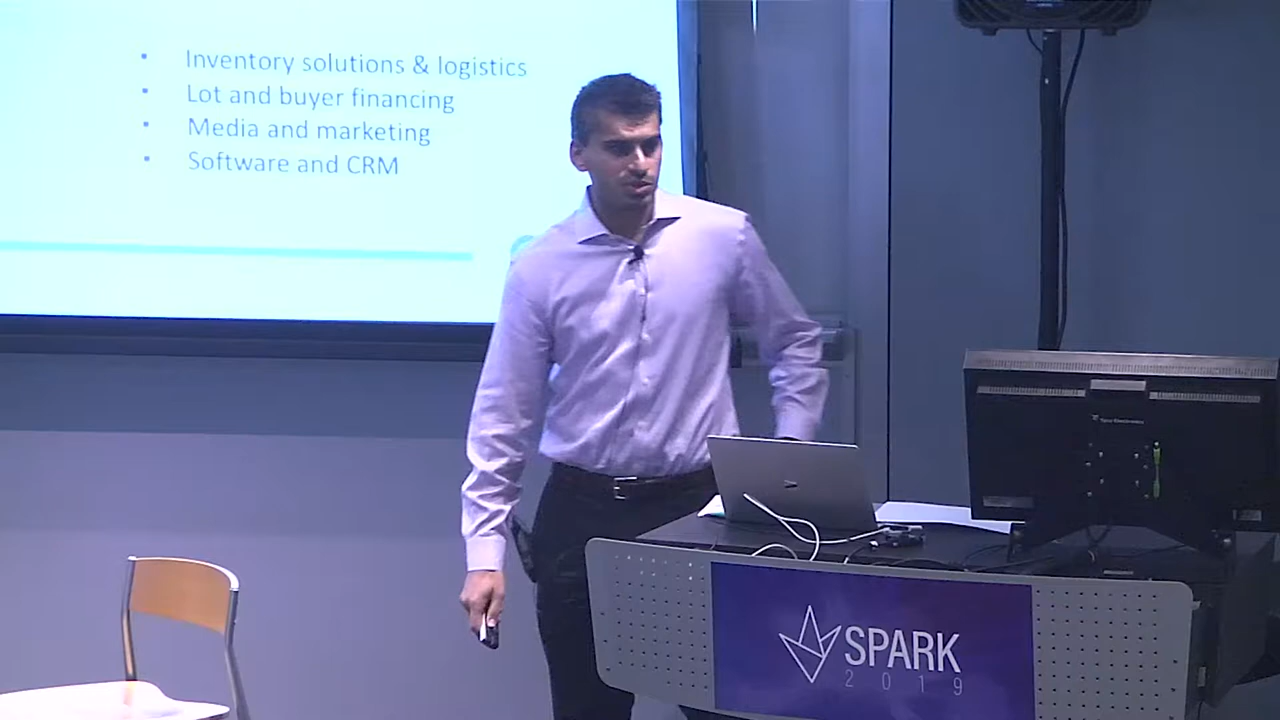 Inventory solutions & logistics
Lot and buyer financing
Media and marketing
Software and CRM
SPARK
2019